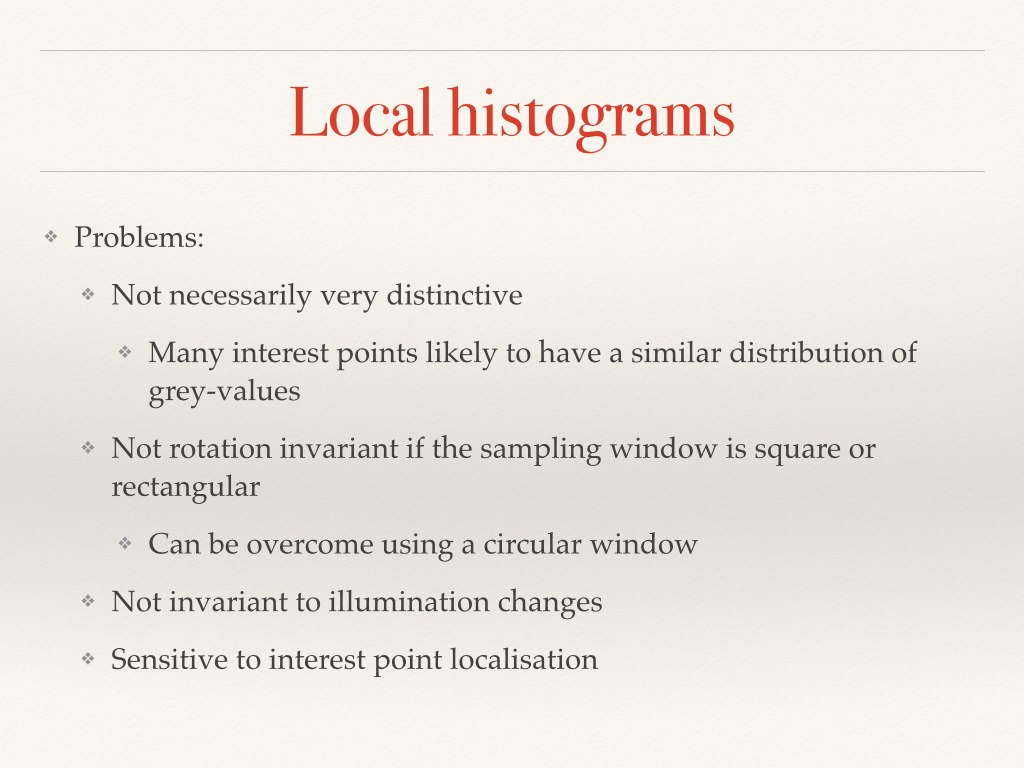 Local histograms
❖ Problems:
❖ Not necessarily very distinctive
❖ Many interest points likely to have a similar distribution of
grey-values
❖ Not rotation invariant if the sampling window is square or
rectangular
❖ Can be overcome using a circular window
❖ Not invariant to illumination changes
❖ Sensitive to interest point localisation